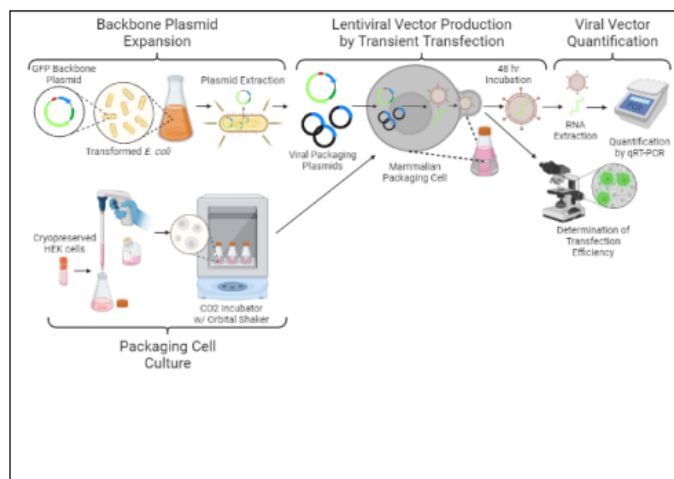 Backbone Plasmid
Expansion
Lentiviral Vector Production
by Transient Transfection
Viral Vector
Quantification
GFP Backbone
Plasmid
Plasmid Extraction
48 hr
Incubation
Transformed E. coli
Viral Packaging
Plasmids
Mammalian
Packaging Cell
RNA
Extraction
Quantification
by qRT-PCR
Cryopreserved
HEK cells
Determination of
Transfection
Efficiency
CO2 Incubator
w/ Orbital Shaker
Packaging Cell
Culture